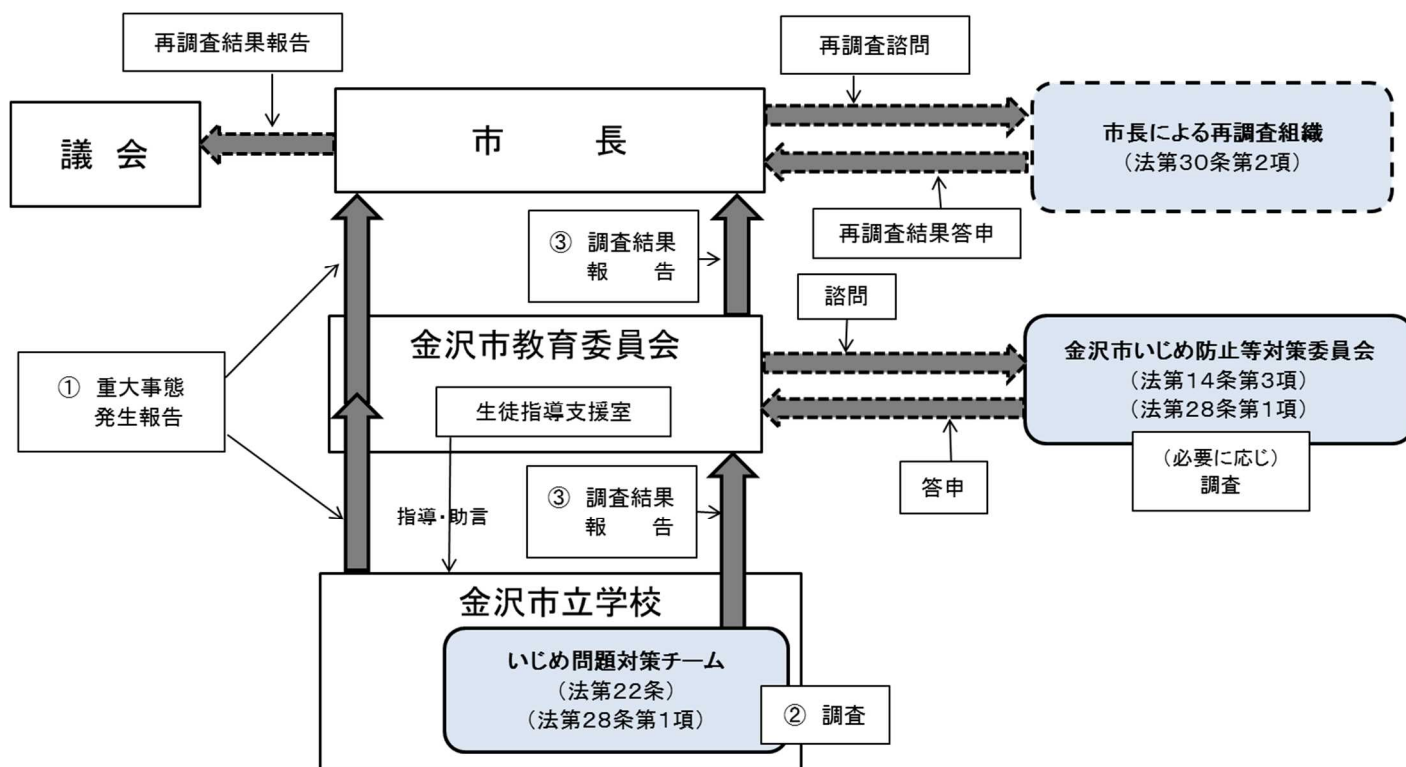 再調査結果報告
再調査諮問
議 会
市 長
市長による再調査組織
(法第30条第2項)
再調査結果答申
③ 調査結果
報 告
諮問
① 重大事態
発生報告
金沢市教育委員会
生徒指導支援室
金沢市いじめ防止等対策委員会
(法第14条第3項)
(法第28条第1項)
(必要に応じ)
調査
答申
指導・助言
③ 調査結果
報 告
金沢市立学校
いじめ問題対策チーム
(法第22条)
(法第28条第1項)
② 調査